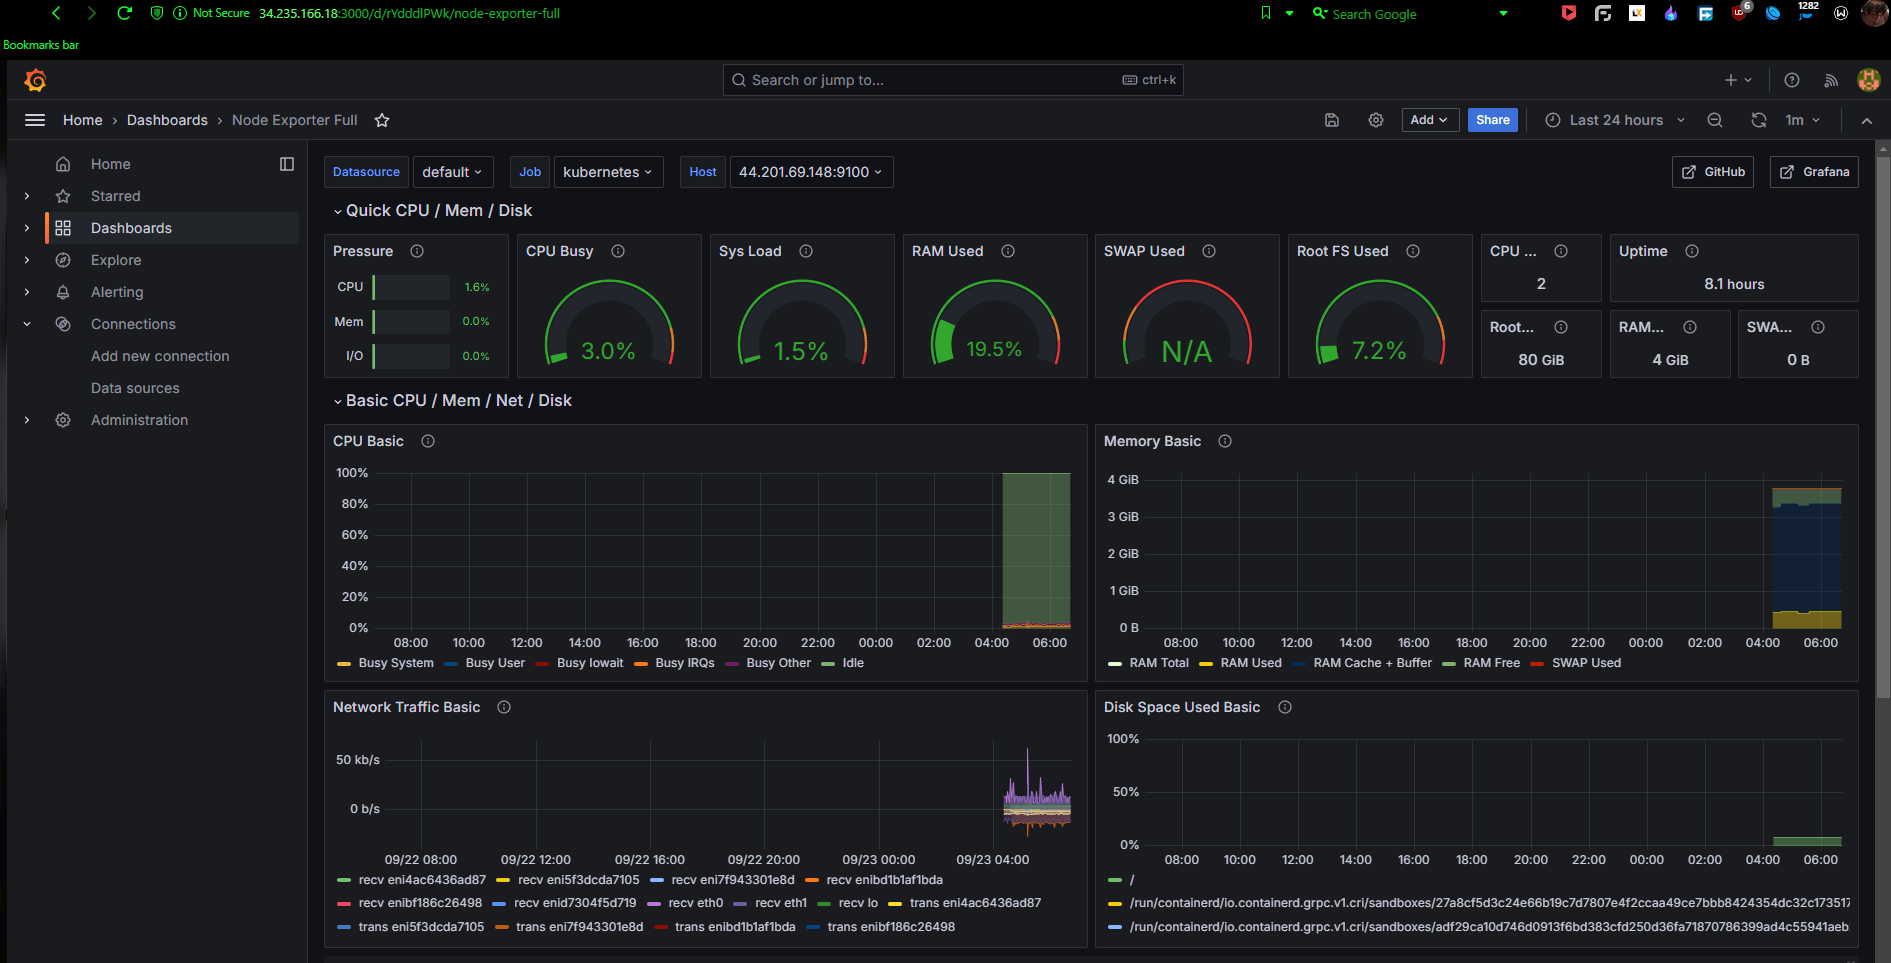 Not Secure 34.235.166.18:3000/d/rYdddlPWk/node-exporter-full
Search Google
6
1282
Bookmarks bar
Search or jump to...
ctrl+k
Home › Dashboards › Node Exporter Full
Add
Share
Last 24 hours
1m
Home
Starred
Dashboards
Explore
Alerting
Connections
Add new connection
Data sources
Administration
Datasource default
Job kubernetes
Host 44.201.69.148:9100
GitHub
Grafana
Quick CPU / Mem / Disk
Pressure
CPU 1.6%
Mem 0.0%
I/O 0.0%
CPU Busy
3.0%
Sys Load
1.5%
RAM Used
19.5%
SWAP Used
N/A
Root FS Used
7.2%
CPU ...
2
Uptime
8.1 hours
Root...
80 GiB
RAM...
4 GiB
SWA...
0 B
Basic CPU / Mem / Net / Disk
CPU Basic
100%
80%
60%
40%
20%
0%
08:00 10:00 12:00 14:00 16:00 18:00 20:00 22:00 00:00 02:00 04:00 06:00
Busy System Busy User Busy Iowait Busy IRQs Busy Other Idle
Memory Basic
4 GiB
3 GiB
2 GiB
1 GiB
0 B
08:00 10:00 12:00 14:00 16:00 18:00 20:00 22:00 00:00 02:00 04:00 06:00
RAM Total RAM Used RAM Cache + Buffer RAM Free SWAP Used
Network Traffic Basic
50 kb/s
0 b/s
09/22 08:00 09/22 12:00 09/22 16:00 09/22 20:00 09/23 00:00 09/23 04:00
recv eni4ac6436ad87 recv eni5f3dcda7105 recv eni7f943301e8d recv enibd1b1af1bda
recv enibf186c26498 recv enid7304f5d719 recv eth0 recv eth1 recv lo trans eni4ac6436ad87
trans eni5f3dcda7105 trans eni7f943301e8d trans enibd1b1af1bda trans enibf186c26498
Disk Space Used Basic
100%
50%
0%
08:00 10:00 12:00 14:00 16:00 18:00 20:00 22:00 00:00 02:00 04:00 06:00
/
/run/containerd/io.containerd.grpc.v1.cri/sandboxes/27a8cf5d3c24e66b19c7d7807e4f2ccaa49ce7bbb8424354dc32c173517
/run/containerd/io.containerd.grpc.v1.cri/sandboxes/adf29ca10d746d0913f6bd383cfd250d36fa71870786399ad4c55941aeb